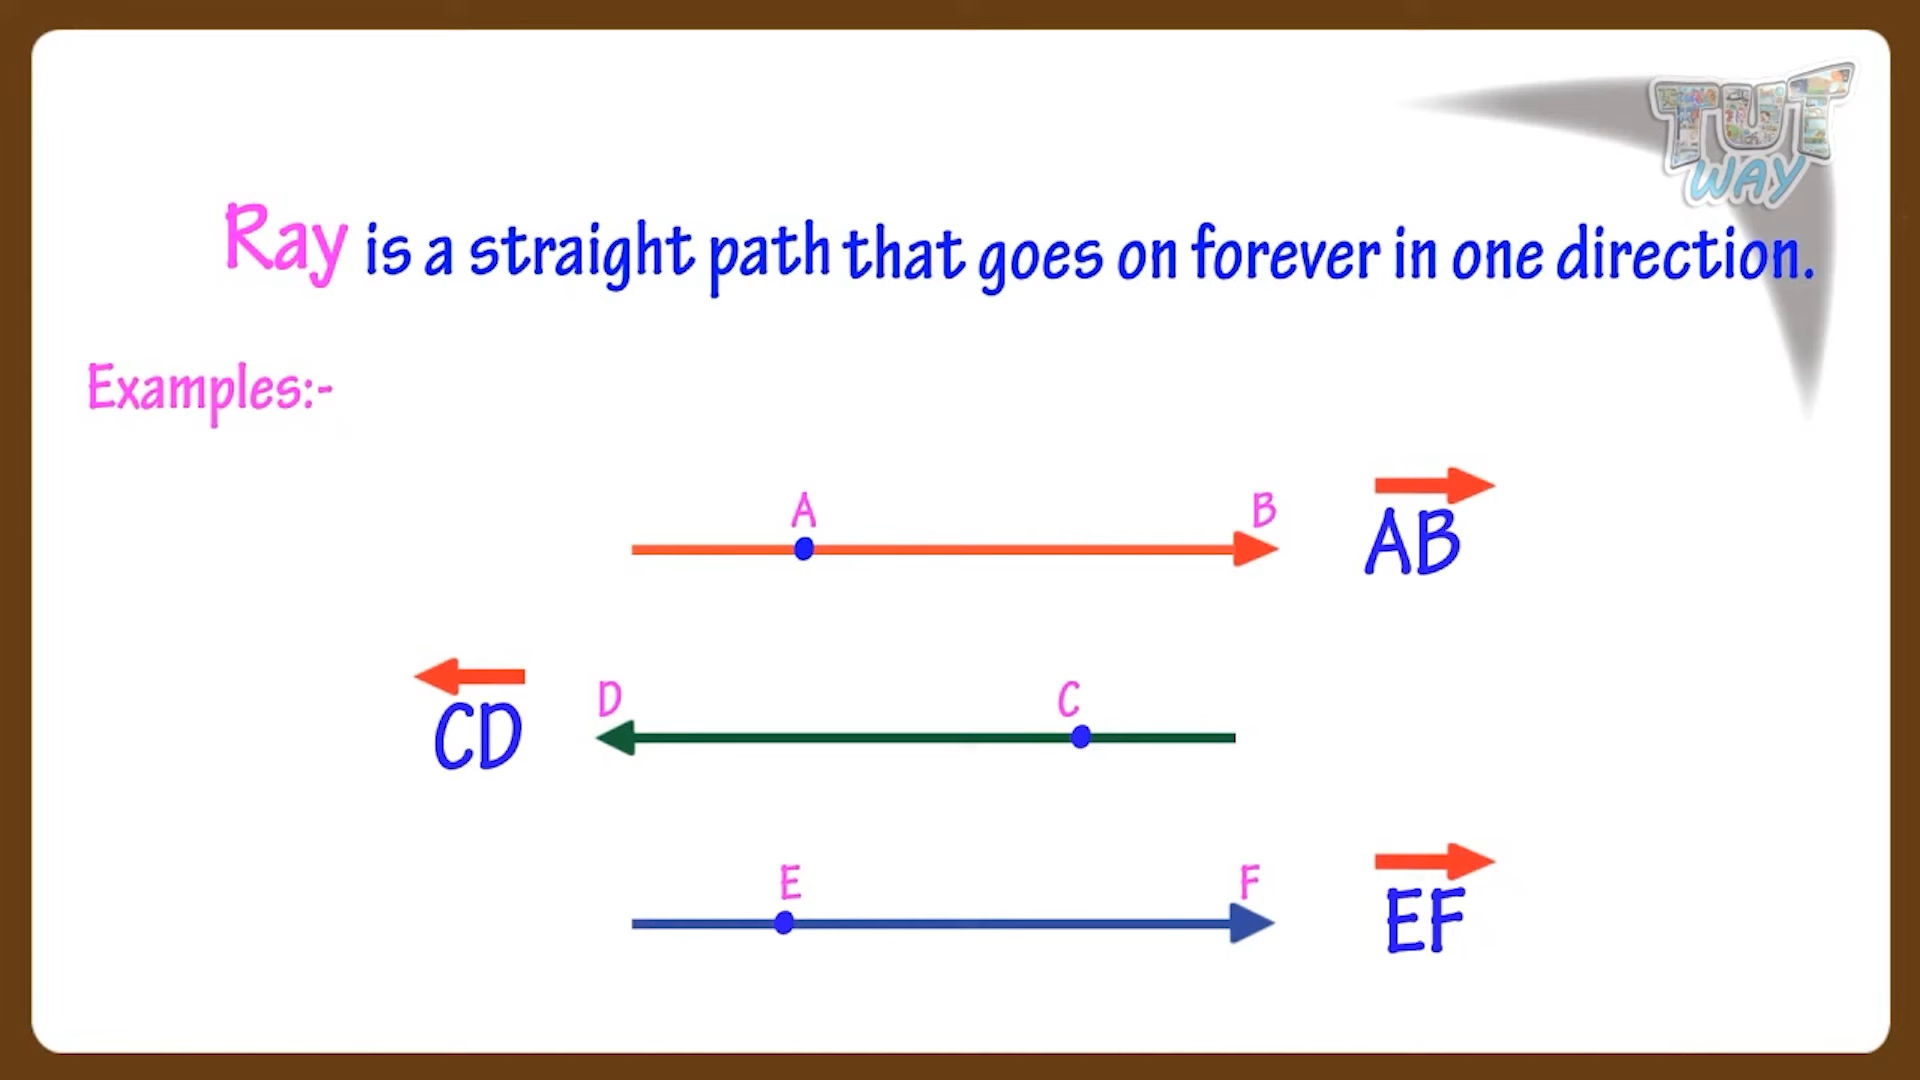 TUT
WAY
Ray is a straight path that goes on forever in one direction.
Examples:-
A B AB
CD D C
E F EF